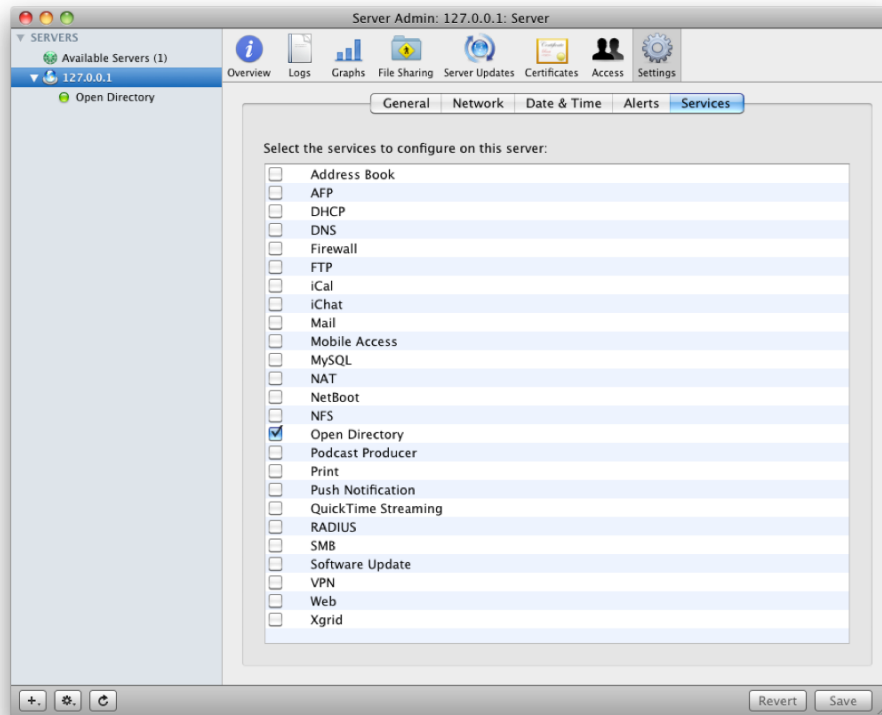 Server Admin: 127.0.0.1: Server
SERVERS
Available Servers (1)
127.0.0.1
Open Directory
Overview Logs Graphs File Sharing Server Updates Certificates Access Settings
General Network Date & Time Alerts Services
Select the services to configure on this server:
Address Book
AFP
DHCP
DNS
Firewall
FTP
iCal
iChat
Mail
Mobile Access
MySQL
NAT
NetBoot
NFS
Open Directory
Podcast Producer
Print
Push Notification
QuickTime Streaming
RADIUS
SMB
Software Update
VPN
Web
Xgrid
Revert Save